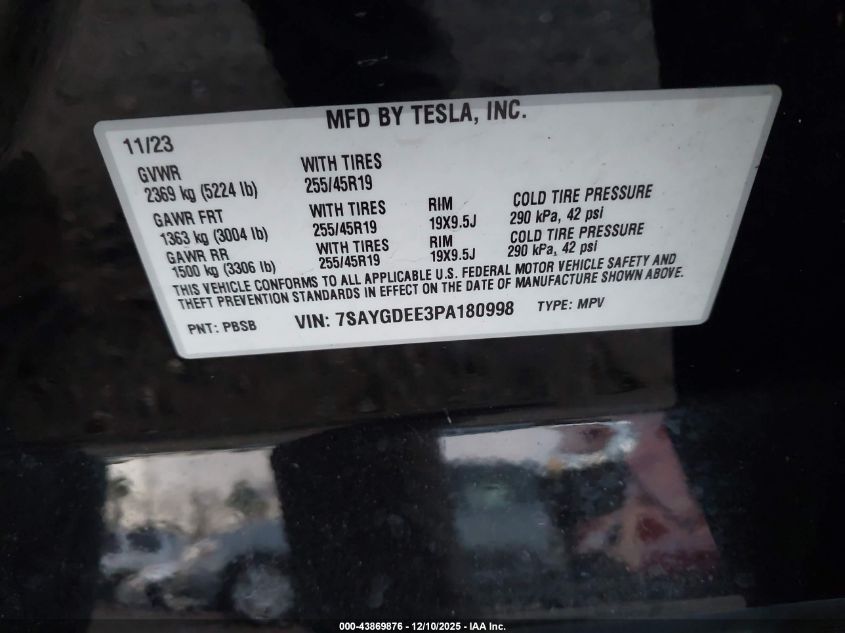 MFD BY TESLA, INC.
11/23
GVWR
2369 kg (5224 lb)
WITH TIRES
255/45R19
GAWR FRT
1363 kg (3004 lb)
WITH TIRES
255/45R19
RIM
19X9.5J
COLD TIRE PRESSURE
290 kPa, 42 psi
GAWR RR
1500 kg (3306 lb)
WITH TIRES
255/45R19
RIM
19X9.5J
COLD TIRE PRESSURE
290 kPa, 42 psi
THIS VEHICLE CONFORMS TO ALL APPLICABLE U.S. FEDERAL MOTOR VEHICLE SAFETY AND
THEFT PREVENTION STANDARDS IN EFFECT ON THE DATE OF MANUFACTURE SHOWN ABOVE.
PNT: PBSB VIN: 7SAYGDEE3PA180998 TYPE: MPV
000-43869876 - 12/10/2025 - IAA Inc.